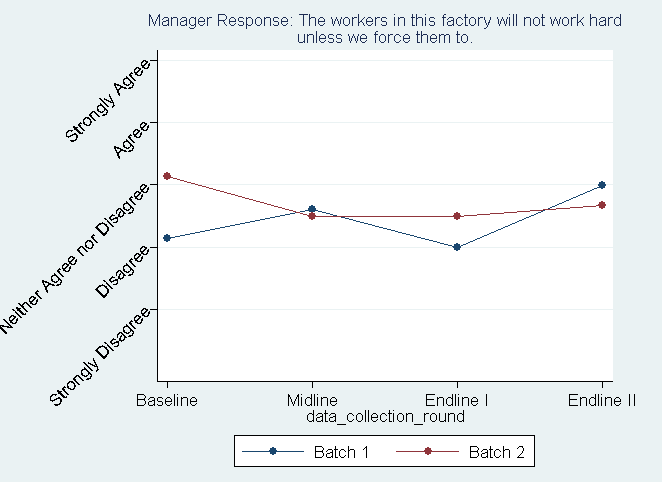 Manager Response: The workers in this factory will not work hard
unless we force them to.
Strongly Agree
Agree
Neither Agree nor Disagree
Disagree
Strongly Disagree
Baseline Midline Endline I Endline II
data_collection_round
Batch 1 Batch 2